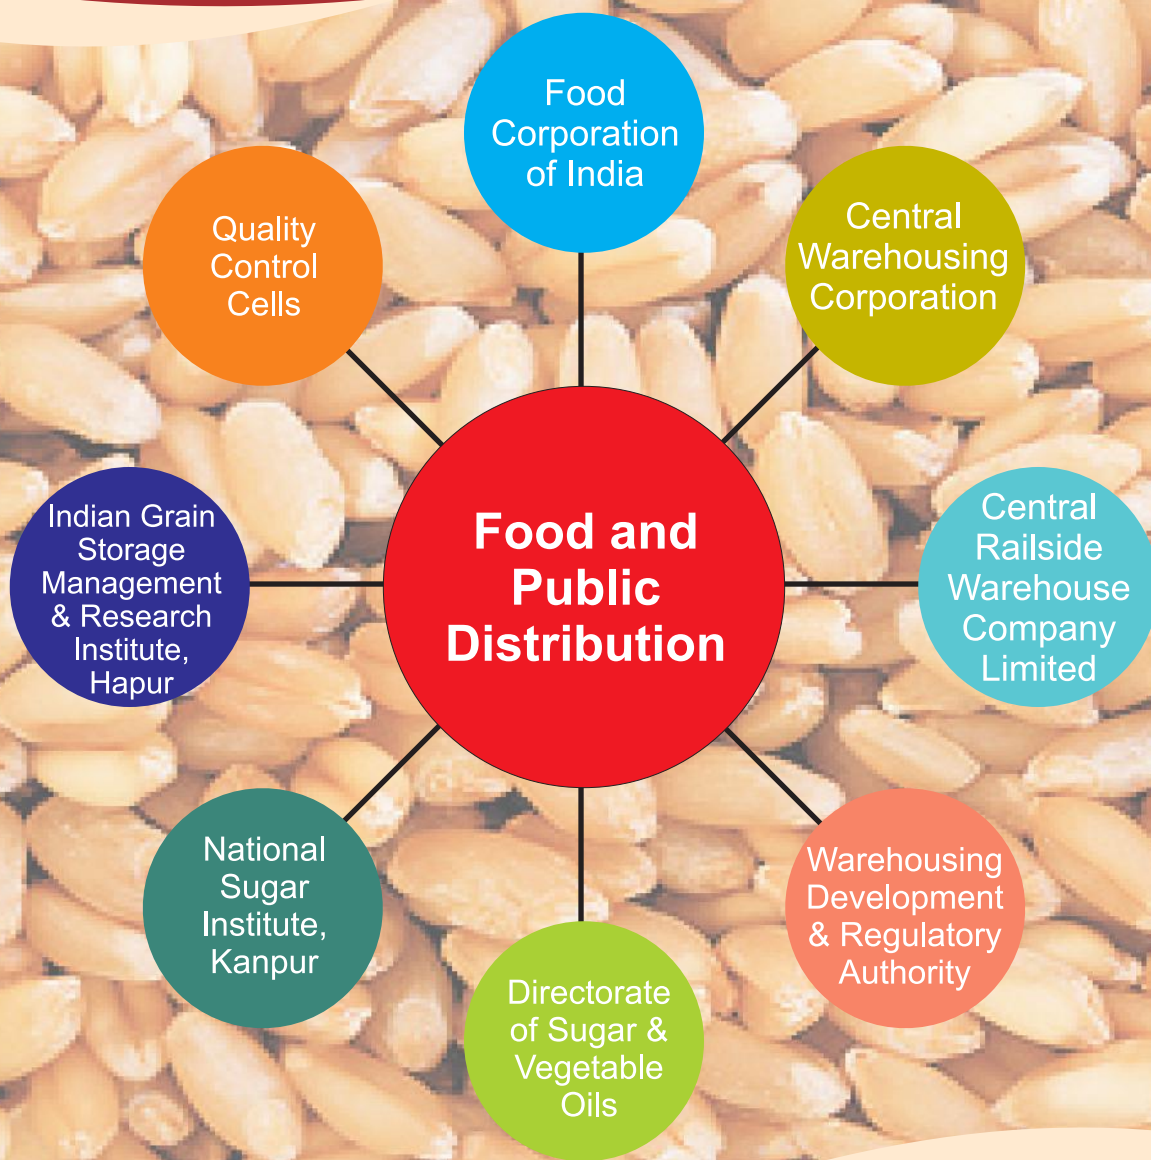 Food
Corporation
of India
Central
Warehousing
Corporation
Central
Railside
Warehouse
Company
Limited
Warehousing
Development
& Regulatory
Authority
Directorate
of Sugar &
Vegetable
Oils
National
Sugar
Institute,
Kanpur
Indian Grain
Storage
Management
& Research
Institute,
Hapur
Quality
Control
Cells
Food and
Public
Distribution